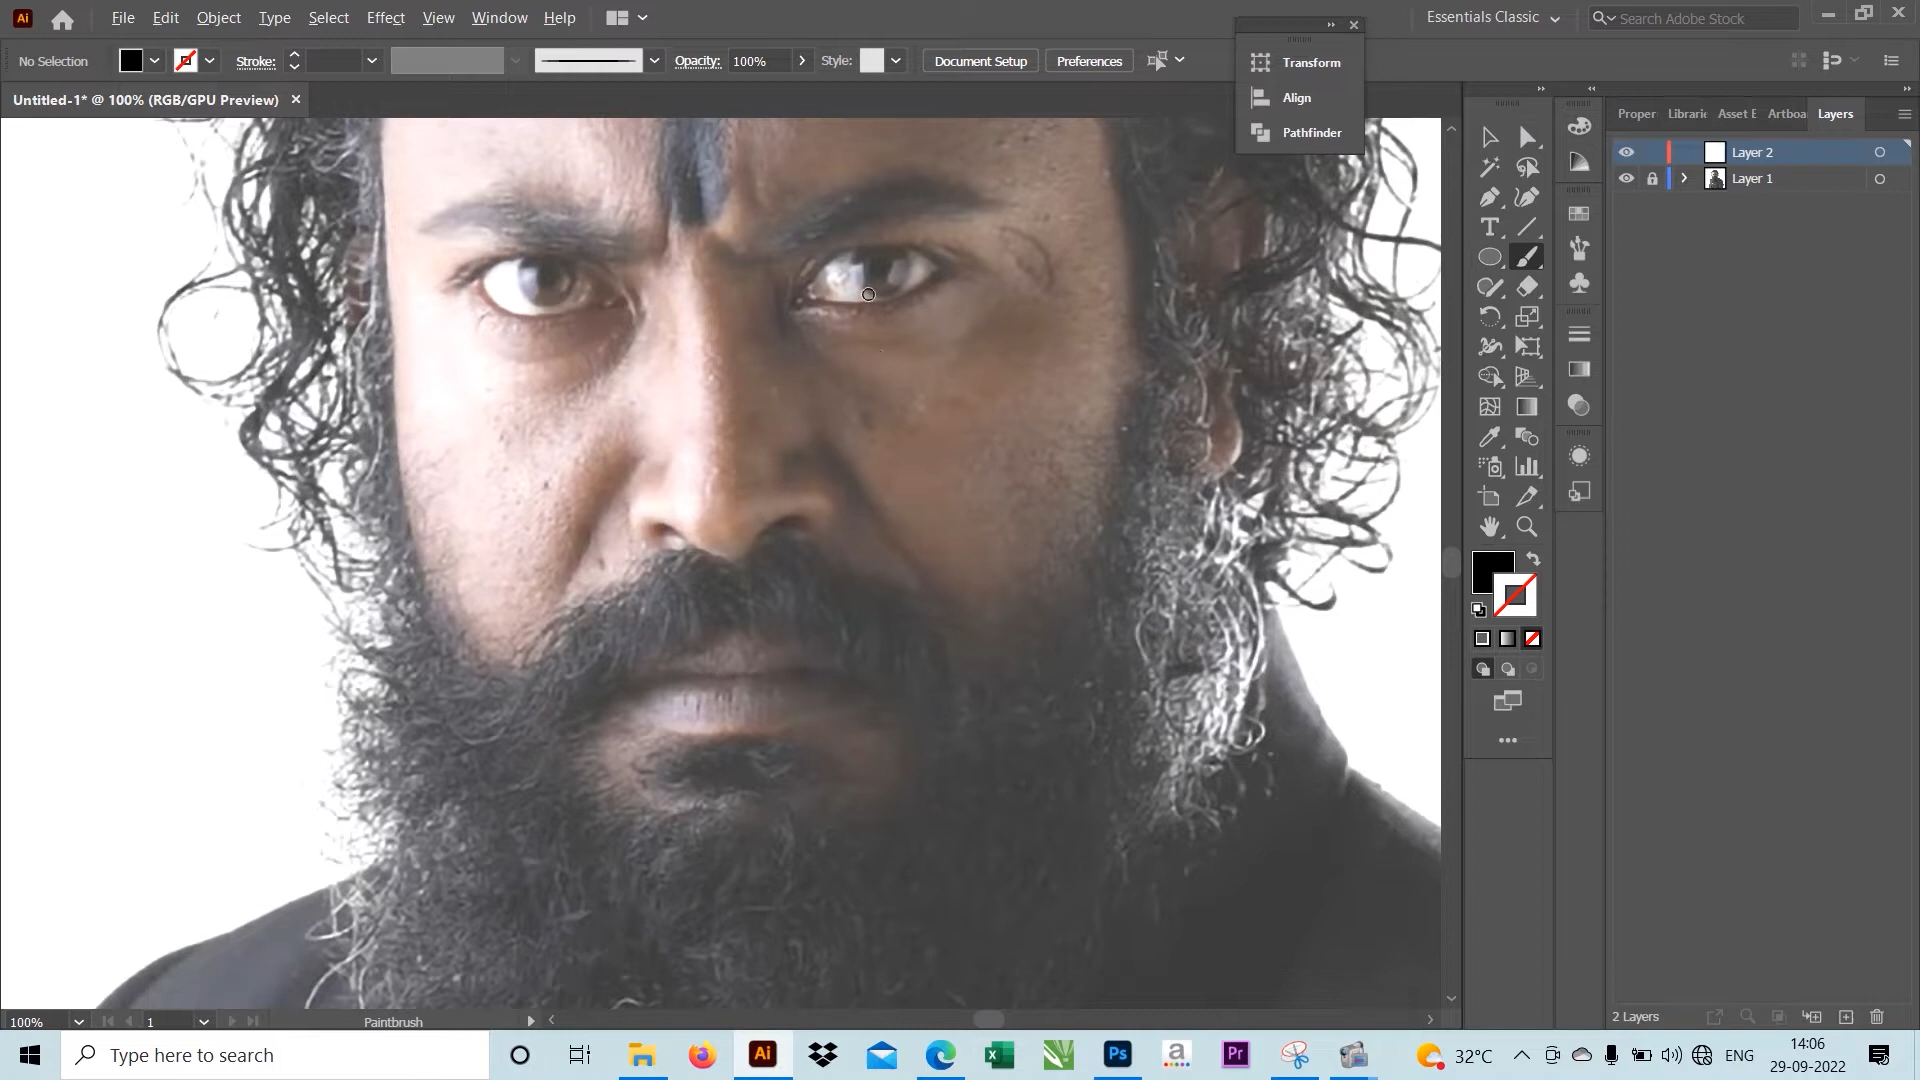 Ai File Edit Object Type Select Effect View Window Help Essentials Classic Search Adobe Stock
No Selection Stroke: Opacity: 100% Style: Document Setup Preferences
Transform
Align
Pathfinder
Untitled-1* @ 100% (RGB/GPU Preview)
Proper Librarie Asset E Artboa Layers
Layer 2
Layer 1
100% 1 Paintbrush
2 Layers
Type here to search
Ai Ps a Pr
32°C ENG
14:06
29-09-2022